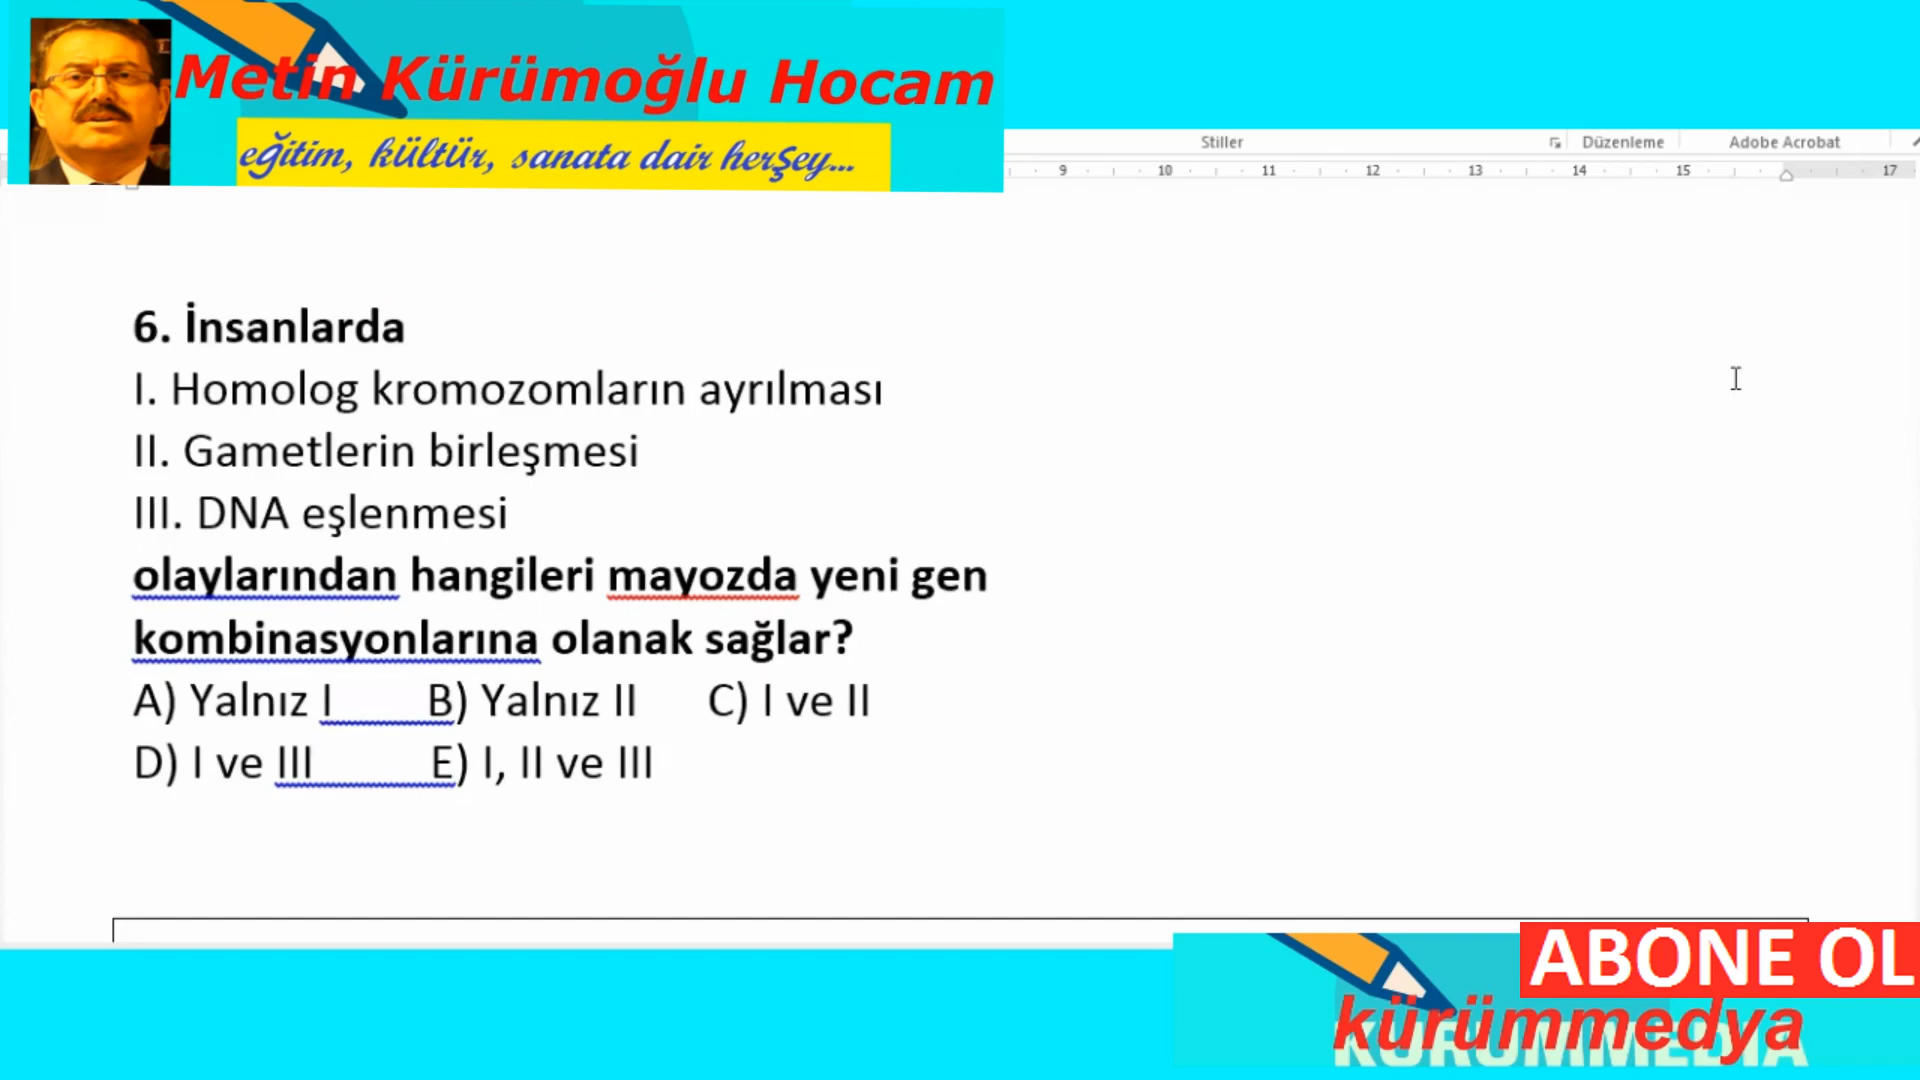 Metin Kürümoğlu Hocam
eğitim, kültür, sanata dair herşey...
Stiller
Düzenleme
Adobe Acrobat
9 10 11 12 13 14 15 17
6. İnsanlarda
I. Homolog kromozomların ayrılması
II. Gametlerin birleşmesi
III. DNA eşlenmesi
olaylarından hangileri mayozda yeni gen
kombinasyonlarına olanak sağlar?
A) Yalnız I B) Yalnız II C) I ve II
D) I ve III E) I, II ve III
ABONE OL
kürümmedya
KÜRÜMMEDİA